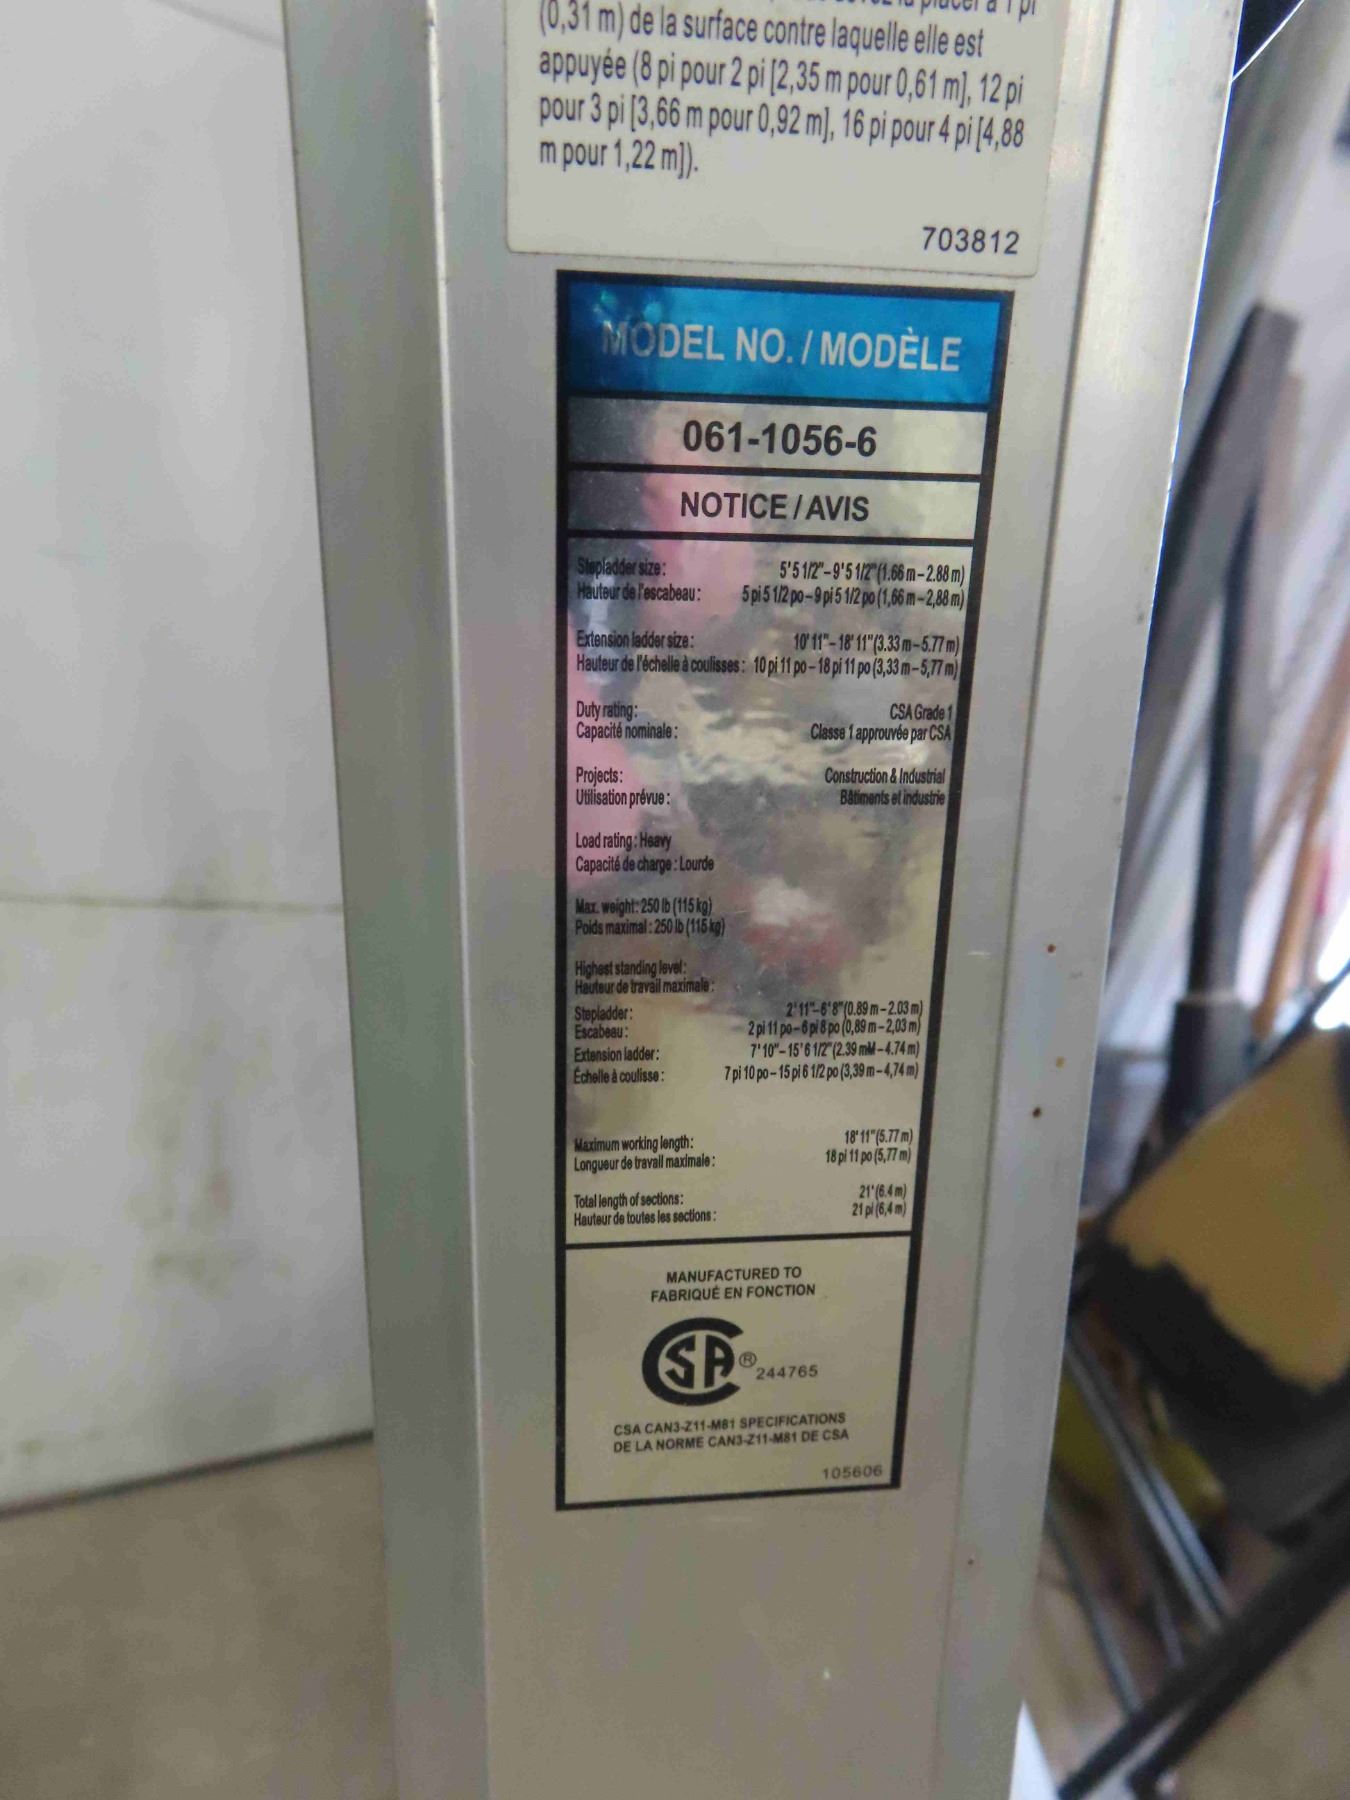 (0,31 m) de la surface contre laquelle elle est
appuyée (8 pi pour 2 pi [2,35 m pour 0,61 m], 12 pi
pour 3 pi [3,66 m pour 0,92 m], 16 pi pour 4 pi [4,88
m pour 1,22 m]).
703812
MODEL NO. / MODÈLE
061-1056-6
NOTICE / AVIS
Stepladder size: 5'5 1/2"–9'5 1/2" (1.66 m–2.88 m)
Hauteur de l'escabeau: 5 pi 5 1/2 po–9 pi 5 1/2 po (1,66 m–2,88 m)
Extension ladder size: 10'11"–18'11" (3.33 m–5.77 m)
Hauteur de l'échelle à coulisses: 10 pi 11 po–18 pi 11 po (3,33 m–5,77 m)
Duty rating: CSA Grade 1
Capacité nominale: Classe 1 approuvée par CSA
Projects: Construction & Industrial
Utilisation prévue: Bâtiments et industrie
Load rating: Heavy
Capacité de charge: Lourde
Max. weight: 250 lb (115 kg)
Poids maximal: 250 lb (115 kg)
Highest standing level:
Hauteur de travail maximale:
Stepladder: 2'11"–6'8" (0.89 m–2.03 m)
Escabeau: 2 pi 11 po–6 pi 8 po (0,89 m–2,03 m)
Extension ladder: 7'10"–15'6 1/2" (2.39 mM–4.74 m)
Échelle à coulisse: 7 pi 10 po–15 pi 6 1/2 po (3,39 m–4,74 m)
Maximum working length: 18'11" (5.77 m)
Longueur de travail maximale: 18 pi 11 po (5,77 m)
Total length of sections: 21' (6.4 m)
Hauteur de toutes les sections: 21 pi (6,4 m)
MANUFACTURED TO
FABRIQUÉ EN FONCTION
CSA ® 244765
CSA CAN3-Z11-M81 SPECIFICATIONS
DE LA NORME CAN3-Z11-M81 DE CSA
105606